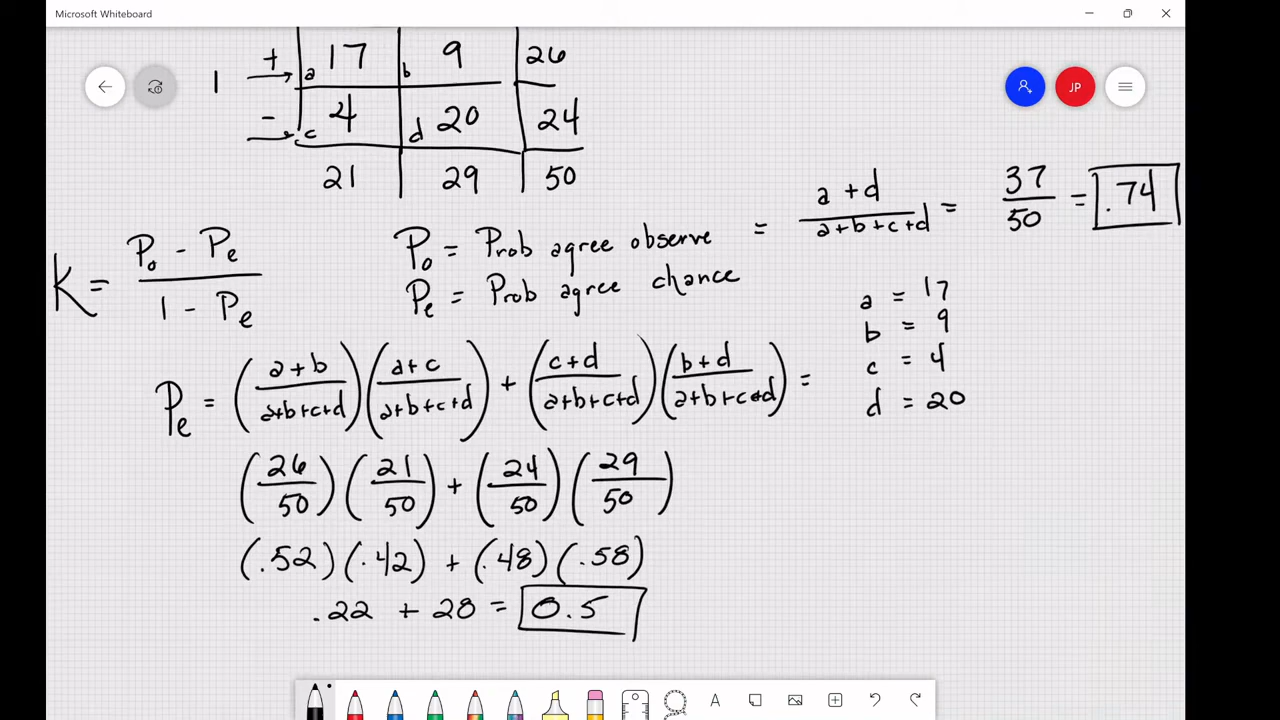 Microsoft Whiteboard
JP
+ a 17 b 9 26
1
- c 4 d 20 24
21 29 50
K = Po - Pe / 1 - Pe
Po = Prob agree observe = a + d / a+b+c+d = 37/50 = .74
Pe = Prob agree chance
a = 17
b = 9
c = 4
d = 20
Pe = (a+b / a+b+c+d) (a+c / a+b+c+d) + (c+d / a+b+c+d) (b+d / a+b+c+d) =
(26/50) (21/50) + (24/50) (29/50)
(.52) (.42) + (.48) (.58)
.22 + 28 = 0.5
A